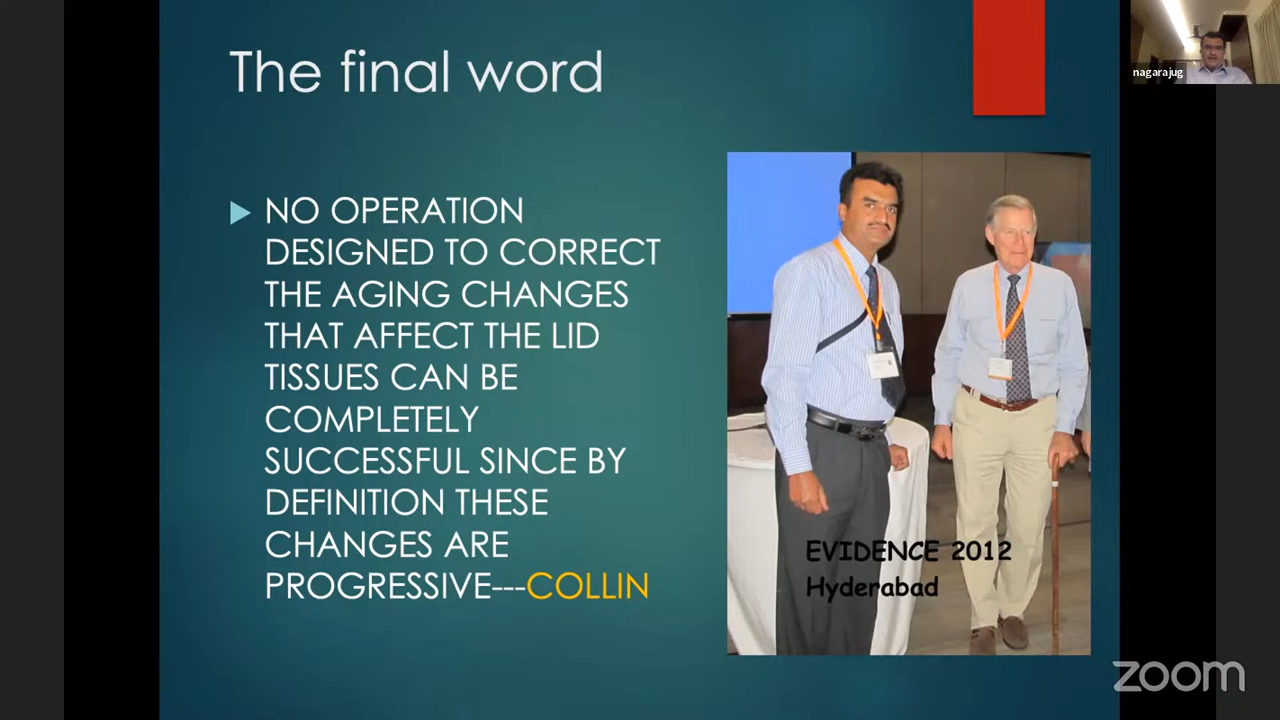 The final word
NO OPERATION
DESIGNED TO CORRECT
THE AGING CHANGES
THAT AFFECT THE LID
TISSUES CAN BE
COMPLETELY
SUCCESSFUL SINCE BY
DEFINITION THESE
CHANGES ARE
PROGRESSIVE---COLLIN
EVIDENCE 2012
Hyderabad
nagarajug
zoom